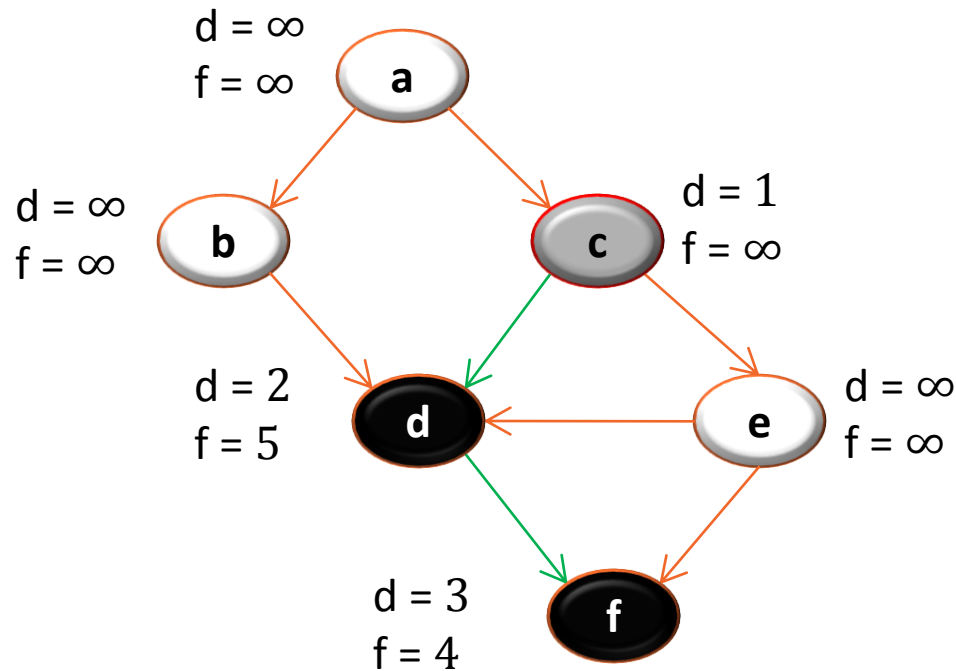 d = ∞
f = ∞
a
d = ∞
f = ∞
b
c
d = 1
f = ∞
d = 2
f = 5
d
e
d = ∞
f = ∞
d = 3
f = 4
f